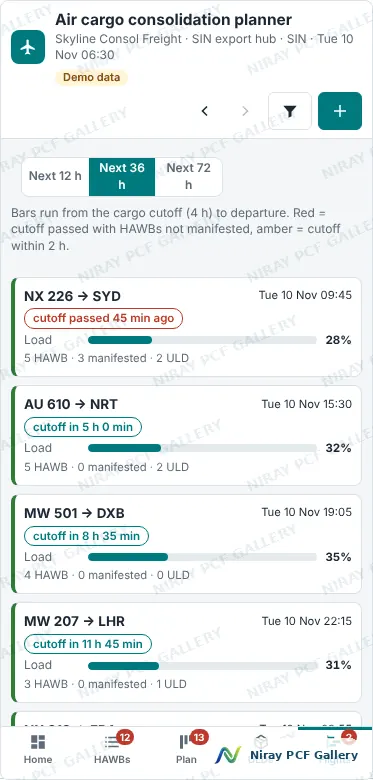 Air cargo consolidation planner
Skyline Consol Freight · SIN export hub · SIN · Tue 10
Nov 06:30
Demo data
Next 12 h
Next 36
h
Next 72
h
Bars run from the cargo cutoff (4 h) to departure. Red =
cutoff passed with HAWBs not manifested, amber = cutoff
within 2 h.
NX 226 → SYD
Tue 10 Nov 09:45
cutoff passed 45 min ago
Load
28%
5 HAWB · 3 manifested · 2 ULD
AU 610 → NRT
Tue 10 Nov 15:30
cutoff in 5 h 0 min
Load
32%
5 HAWB · 0 manifested · 2 ULD
MW 501 → DXB
Tue 10 Nov 19:05
cutoff in 8 h 35 min
Load
35%
4 HAWB · 0 manifested · 0 ULD
MW 207 → LHR
Tue 10 Nov 22:15
cutoff in 11 h 45 min
Load
31%
3 HAWB · 0 manifested · 1 ULD
12
13
Home
HAWBs
Plan
Niray PCF Gallery
NIRAY PCF GALLERY